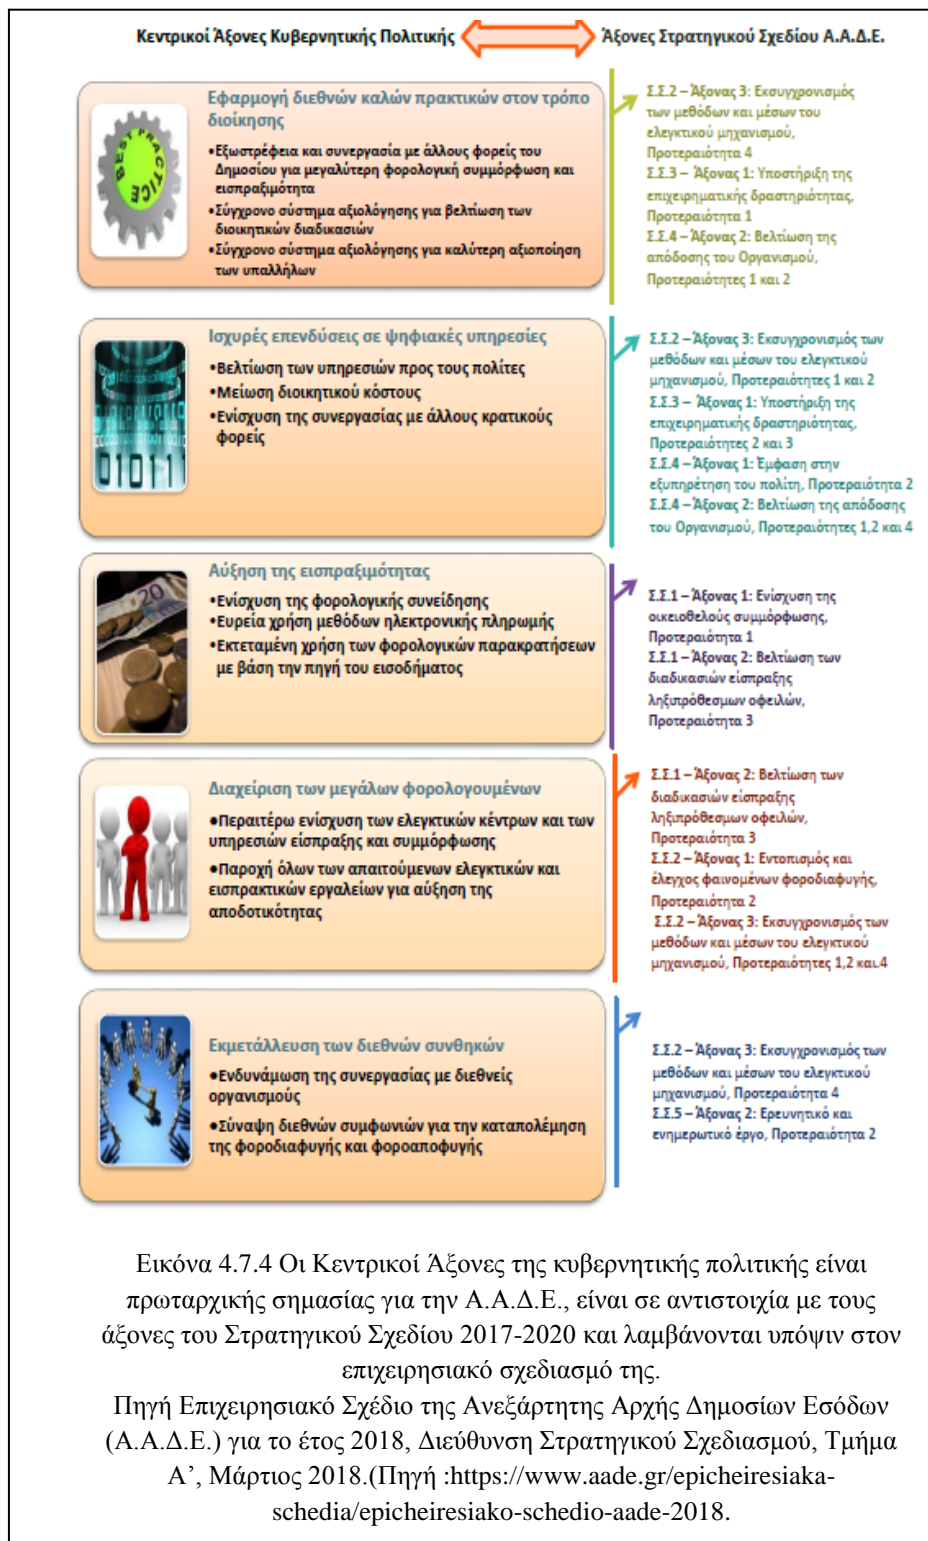 Κεντρικοί Άξονες Κυβερνητικής Πολιτικής
Άξονες Στρατηγικού Σχεδίου Α.Α.Δ.Ε.
BEST PRACTICE
Εφαρμογή διεθνών καλών πρακτικών στον τρόπο
διοίκησης
•Εξωστρέφεια και συνεργασία με άλλους φορείς του
Δημοσίου για μεγαλύτερη φορολογική συμμόρφωση και
εισπραξιμότητα
•Σύγχρονο σύστημα αξιολόγησης για βελτίωση των
διοικητικών διαδικασιών
•Σύγχρονο σύστημα αξιολόγησης για καλύτερη αξιοποίηση
των υπαλλήλων
Σ.Σ.2 – Άξονας 3: Εκσυγχρονισμός
των μεθόδων και μέσων του
ελεγκτικού μηχανισμού,
Προτεραιότητα 4
Σ.Σ.3 – Άξονας 1: Υποστήριξη της
επιχειρηματικής δραστηριότητας,
Προτεραιότητα 1
Σ.Σ.4 – Άξονας 2: Βελτίωση της
απόδοσης του Οργανισμού,
Προτεραιότητες 1 και 2
Ισχυρές επενδύσεις σε ψηφιακές υπηρεσίες
•Βελτίωση των υπηρεσιών προς τους πολίτες
•Μείωση διοικητικού κόστους
•Ενίσχυση της συνεργασίας με άλλους κρατικούς
φορείς
Σ.Σ.2 – Άξονας 3: Εκσυγχρονισμός των
μεθόδων και μέσων του ελεγκτικού
μηχανισμού, Προτεραιότητες 1 και 2
Σ.Σ.3 – Άξονας 1: Υποστήριξη της
επιχειρηματικής δραστηριότητας,
Προτεραιότητες 2 και 3
Σ.Σ.4 – Άξονας 1: Έμφαση στην
εξυπηρέτηση του πολίτη, Προτεραιότητα 2
Σ.Σ.4 – Άξονας 2: Βελτίωση της απόδοσης
του Οργανισμού, Προτεραιότητες 1,2 και 4
Αύξηση της εισπραξιμότητας
•Ενίσχυση της φορολογικής συνείδησης
•Ευρεία χρήση μεθόδων ηλεκτρονικής πληρωμής
•Εκτεταμένη χρήση των φορολογικών παρακρατήσεων
με βάση την πηγή του εισοδήματος
Σ.Σ.1 – Άξονας 1: Ενίσχυση της
οικειοθελούς συμμόρφωσης,
Προτεραιότητα 1
Σ.Σ.1 – Άξονας 2: Βελτίωση των
διαδικασιών είσπραξης
ληξιπρόθεσμων οφειλών,
Προτεραιότητα 3
Διαχείριση των μεγάλων φορολογουμένων
●Περαιτέρω ενίσχυση των ελεγκτικών κέντρων και των
υπηρεσιών είσπραξης και συμμόρφωσης
●Παροχή όλων των απαιτούμενων ελεγκτικών και
εισπρακτικών εργαλείων για αύξηση της
αποδοτικότητας
Σ.Σ.1 – Άξονας 2: Βελτίωση των
διαδικασιών είσπραξης
ληξιπρόθεσμων οφειλών,
Προτεραιότητα 3
Σ.Σ.2 – Άξονας 1: Εντοπισμός και
έλεγχος φαινομένων φοροδιαφυγής,
Προτεραιότητα 2
Σ.Σ.2 – Άξονας 3: Εκσυγχρονισμός των
μεθόδων και μέσων του ελεγκτικού
μηχανισμού, Προτεραιότητες 1,2 και.4
Εκμετάλλευση των διεθνών συνθηκών
●Ενδυνάμωση της συνεργασίας με διεθνείς
οργανισμούς
●Σύναψη διεθνών συμφωνιών για την καταπολέμηση
της φοροδιαφυγής και φοροαποφυγής
Σ.Σ.2 – Άξονας 3: Εκσυγχρονισμός των
μεθόδων και μέσων του ελεγκτικού
μηχανισμού, Προτεραιότητα 4
Σ.Σ.5 – Άξονας 2: Ερευνητικό και
ενημερωτικό έργο, Προτεραιότητα 2
Εικόνα 4.7.4 Οι Κεντρικοί Άξονες της κυβερνητικής πολιτικής είναι
πρωταρχικής σημασίας για την Α.Α.Δ.Ε., είναι σε αντιστοιχία με τους
άξονες του Στρατηγικού Σχεδίου 2017-2020 και λαμβάνονται υπόψιν στον
επιχειρησιακό σχεδιασμό της.
Πηγή Επιχειρησιακό Σχέδιο της Ανεξάρτητης Αρχής Δημοσίων Εσόδων
(Α.Α.Δ.Ε.) για το έτος 2018, Διεύθυνση Στρατηγικού Σχεδιασμού, Τμήμα
Α’, Μάρτιος 2018.(Πηγή :https://www.aade.gr/epicheiresiaka-
schedia/epicheiresiako-schedio-aade-2018.